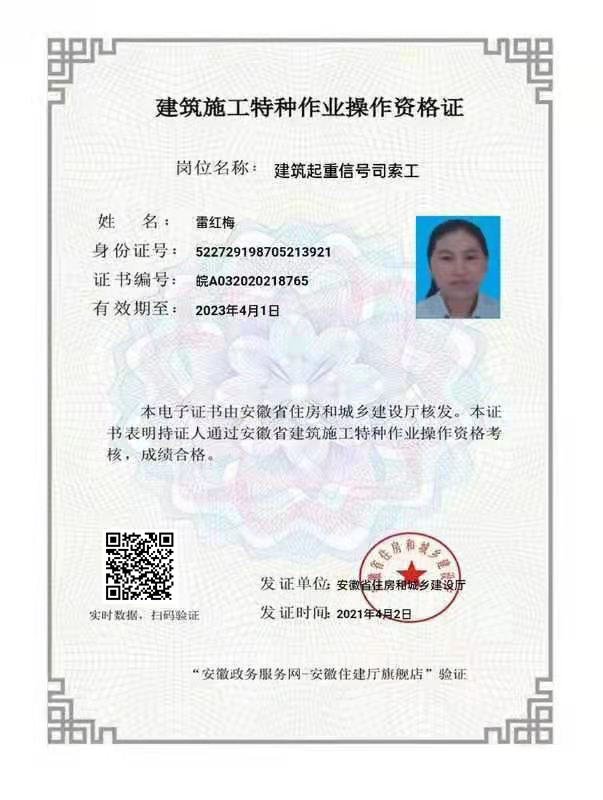 建筑施工特种作业操作资格证
岗位名称： 建筑起重信号司索工
姓 名： 雷红梅
身份证号： 522729198705213921
证书编号： 皖A032020218765
有效期至： 2023年4月1日
本电子证书由安徽省住房和城乡建设厅核发。本证
书表明持证人通过安徽省建筑施工特种作业操作资格考
核，成绩合格。
安徽省住房和城乡建设厅
发证单位： 安徽省住房和城乡建设厅
发证时间： 2021年4月2日
实时数据，扫码验证
“安徽政务服务网-安徽住建厅旗舰店”验证